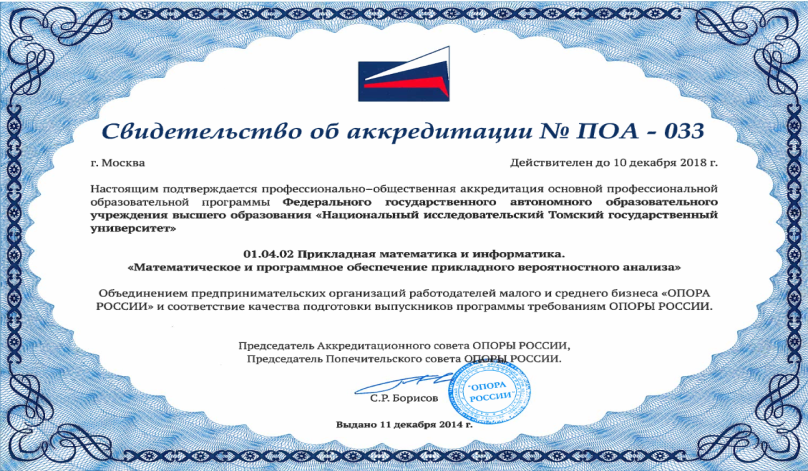 Свидетельство об аккредитации № ПОА – 033
г. Москва
Действителен до 10 декабря 2018 г.
Настоящим подтверждается профессионально–общественная аккредитация основной профессиональной
образовательной программы Федерального государственного автономного образовательного
учреждения высшего образования «Национальный исследовательский Томский государственный
университет»
01.04.02 Прикладная математика и информатика.
«Математическое и программное обеспечение прикладного вероятностного анализа»
Объединением предпринимательских организаций работодателей малого и среднего бизнеса «ОПОРА
РОССИИ» и соответствие качества подготовки выпускников программы требованиям ОПОРЫ РОССИИ.
Председатель Аккредитационного совета ОПОРЫ РОССИИ,
Председатель Попечительского совета ОПОРЫ РОССИИ.
С.Р. Борисов
"ОПОРА
РОССИИ"
Выдано 11 декабря 2014 г.